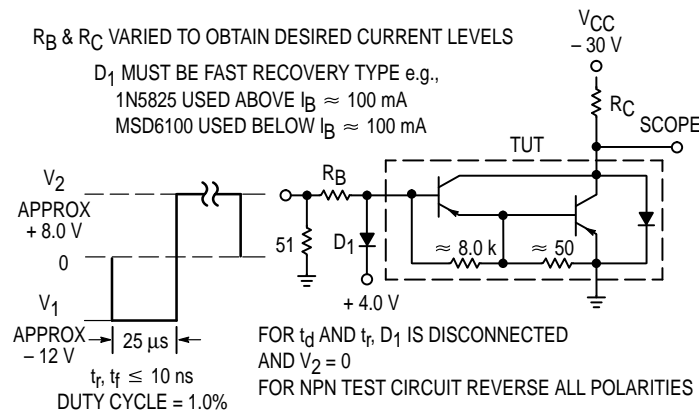 RB & RC VARIED TO OBTAIN DESIRED CURRENT LEVELS
D1 MUST BE FAST RECOVERY TYPE e.g.,
1N5825 USED ABOVE IB ≈ 100 mA
MSD6100 USED BELOW IB ≈ 100 mA
VCC
– 30 V
RC
SCOPE
TUT
V2
APPROX
+ 8.0 V
0
V1
APPROX
– 12 V
25 µs
tr, tf ≤ 10 ns
DUTY CYCLE = 1.0%
51
RB
D1
+ 4.0 V
≈ 8.0 k
≈ 50
FOR td AND tr, D1 IS DISCONNECTED
AND V2 = 0
FOR NPN TEST CIRCUIT REVERSE ALL POLARITIES